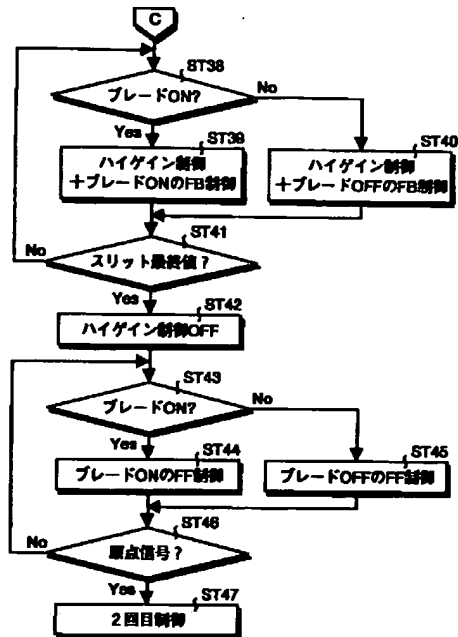 C
ST38
ブレードON?
No
Yes
ST39
ハイゲイン制御
+ブレードONのFB制御
ST40
ハイゲイン制御
+ブレードOFFのFB制御
ST41
No
スリット最終値?
Yes
ST42
ハイゲイン制御OFF
ST43
ブレードON?
No
Yes
ST44
ブレードONのFF制御
ST45
ブレードOFFのFF制御
ST46
No
原点信号?
Yes
ST47
2回目制御